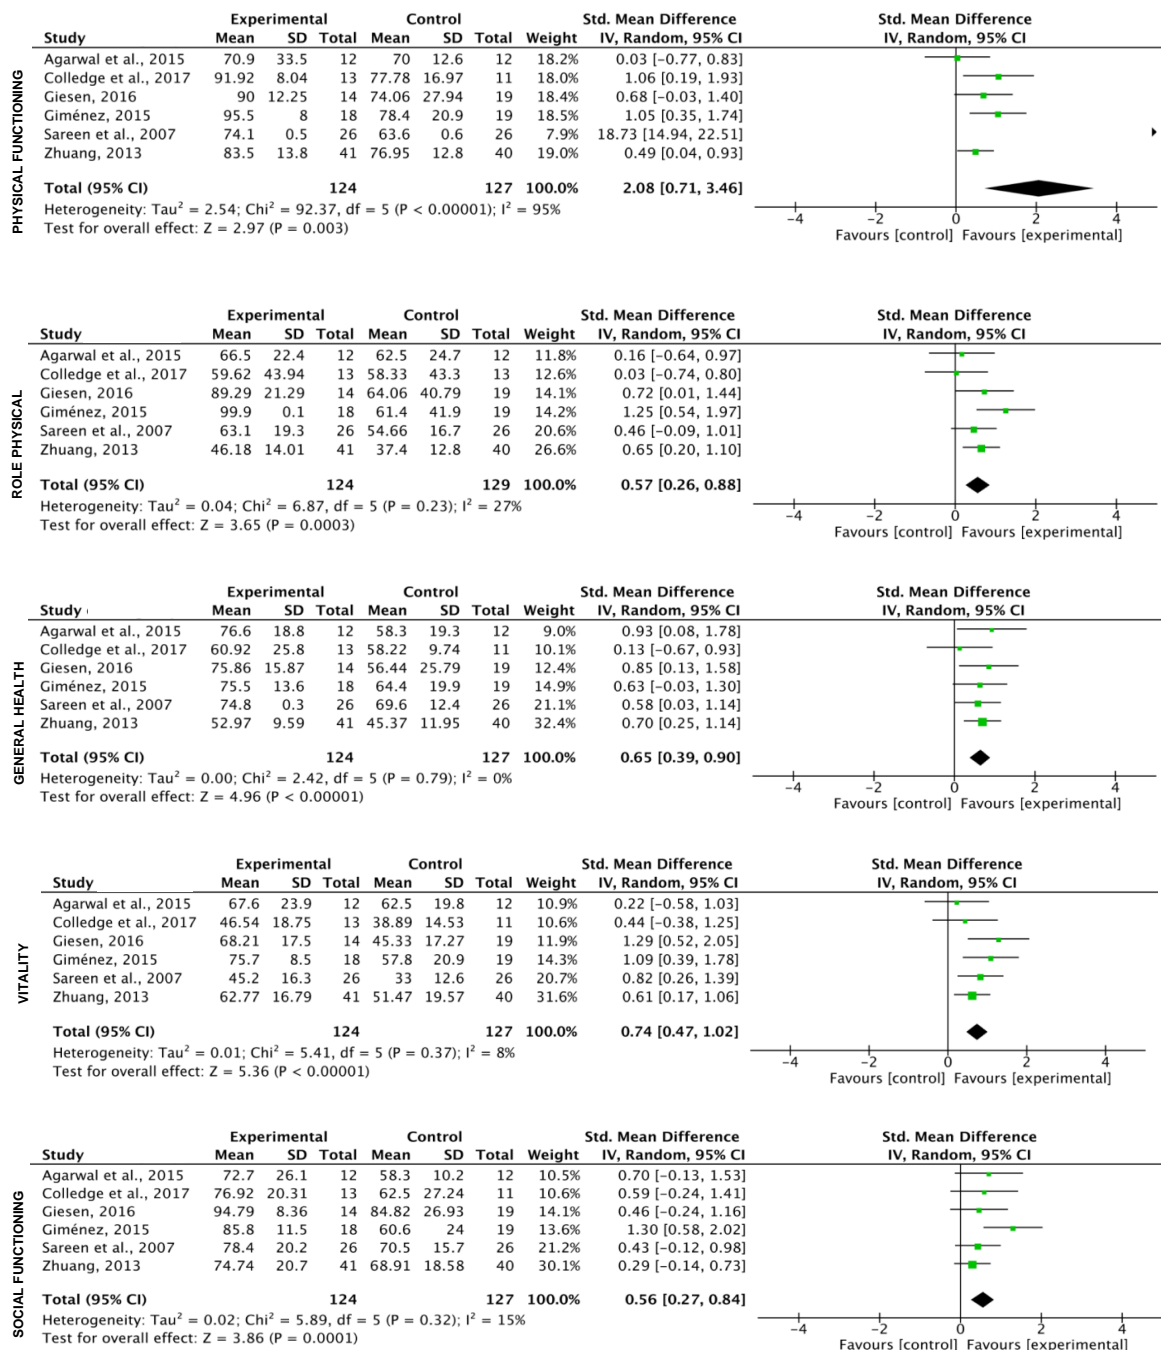 PHYSICAL FUNCTIONING
Experimental Control Std. Mean Difference Std. Mean Difference
Study Mean SD Total Mean SD Total Weight IV, Random, 95% CI IV, Random, 95% CI
Agarwal et al., 2015 70.9 33.5 12 70 12.6 12 18.2% 0.03 [−0.77, 0.83]
Colledge et al., 2017 91.92 8.04 13 77.78 16.97 11 18.0% 1.06 [0.19, 1.93]
Giesen, 2016 90 12.25 14 74.06 27.94 19 18.4% 0.68 [−0.03, 1.40]
Giménez, 2015 95.5 8 18 78.4 20.9 19 18.5% 1.05 [0.35, 1.74]
Sareen et al., 2007 74.1 0.5 26 63.6 0.6 26 7.9% 18.73 [14.94, 22.51]
Zhuang, 2013 83.5 13.8 41 76.95 12.8 40 19.0% 0.49 [0.04, 0.93]
Total (95% CI) 124 127 100.0% 2.08 [0.71, 3.46]
Heterogeneity: Tau² = 2.54; Chi² = 92.37, df = 5 (P < 0.00001); I² = 95%
Test for overall effect: Z = 2.97 (P = 0.003)
−4 −2 0 2 4
Favours [control] Favours [experimental]
ROLE PHYSICAL
Experimental Control Std. Mean Difference Std. Mean Difference
Study Mean SD Total Mean SD Total Weight IV, Random, 95% CI IV, Random, 95% CI
Agarwal et al., 2015 66.5 22.4 12 62.5 24.7 12 11.8% 0.16 [−0.64, 0.97]
Colledge et al., 2017 59.62 43.94 13 58.33 43.3 13 12.6% 0.03 [−0.74, 0.80]
Giesen, 2016 89.29 21.29 14 64.06 40.79 19 14.1% 0.72 [0.01, 1.44]
Giménez, 2015 99.9 0.1 18 61.4 41.9 19 14.2% 1.25 [0.54, 1.97]
Sareen et al., 2007 63.1 19.3 26 54.66 16.7 26 20.6% 0.46 [−0.09, 1.01]
Zhuang, 2013 46.18 14.01 41 37.4 12.8 40 26.6% 0.65 [0.20, 1.10]
Total (95% CI) 124 129 100.0% 0.57 [0.26, 0.88]
Heterogeneity: Tau² = 0.04; Chi² = 6.87, df = 5 (P = 0.23); I² = 27%
Test for overall effect: Z = 3.65 (P = 0.0003)
−4 −2 0 2 4
Favours [control] Favours [experimental]
GENERAL HEALTH
Experimental Control Std. Mean Difference Std. Mean Difference
Study Mean SD Total Mean SD Total Weight IV, Random, 95% CI IV, Random, 95% CI
Agarwal et al., 2015 76.6 18.8 12 58.3 19.3 12 9.0% 0.93 [0.08, 1.78]
Colledge et al., 2017 60.92 25.8 13 58.22 9.74 11 10.1% 0.13 [−0.67, 0.93]
Giesen, 2016 75.86 15.87 14 56.44 25.79 19 12.4% 0.85 [0.13, 1.58]
Giménez, 2015 75.5 13.6 18 64.4 19.9 19 14.9% 0.63 [−0.03, 1.30]
Sareen et al., 2007 74.8 0.3 26 69.6 12.4 26 21.1% 0.58 [0.03, 1.14]
Zhuang, 2013 52.97 9.59 41 45.37 11.95 40 32.4% 0.70 [0.25, 1.14]
Total (95% CI) 124 127 100.0% 0.65 [0.39, 0.90]
Heterogeneity: Tau² = 0.00; Chi² = 2.42, df = 5 (P = 0.79); I² = 0%
Test for overall effect: Z = 4.96 (P < 0.00001)
−4 −2 0 2 4
Favours [control] Favours [experimental]
VITALITY
Experimental Control Std. Mean Difference Std. Mean Difference
Study Mean SD Total Mean SD Total Weight IV, Random, 95% CI IV, Random, 95% CI
Agarwal et al., 2015 67.6 23.9 12 62.5 19.8 12 10.9% 0.22 [−0.58, 1.03]
Colledge et al., 2017 46.54 18.75 13 38.89 14.53 11 10.6% 0.44 [−0.38, 1.25]
Giesen, 2016 68.21 17.5 14 45.33 17.27 19 11.9% 1.29 [0.52, 2.05]
Giménez, 2015 75.7 8.5 18 57.8 20.9 19 14.3% 1.09 [0.39, 1.78]
Sareen et al., 2007 45.2 16.3 26 33 12.6 26 20.7% 0.82 [0.26, 1.39]
Zhuang, 2013 62.77 16.79 41 51.47 19.57 40 31.6% 0.61 [0.17, 1.06]
Total (95% CI) 124 127 100.0% 0.74 [0.47, 1.02]
Heterogeneity: Tau² = 0.01; Chi² = 5.41, df = 5 (P = 0.37); I² = 8%
Test for overall effect: Z = 5.36 (P < 0.00001)
−4 −2 0 2 4
Favours [control] Favours [experimental]
SOCIAL FUNCTIONING
Experimental Control Std. Mean Difference Std. Mean Difference
Study Mean SD Total Mean SD Total Weight IV, Random, 95% CI IV, Random, 95% CI
Agarwal et al., 2015 72.7 26.1 12 58.3 10.2 12 10.5% 0.70 [−0.13, 1.53]
Colledge et al., 2017 76.92 20.31 13 62.5 27.24 11 10.6% 0.59 [−0.24, 1.41]
Giesen, 2016 94.79 8.36 14 84.82 26.93 19 14.1% 0.46 [−0.24, 1.16]
Giménez, 2015 85.8 11.5 18 60.6 24 19 13.6% 1.30 [0.58, 2.02]
Sareen et al., 2007 78.4 20.2 26 70.5 15.7 26 21.2% 0.43 [−0.12, 0.98]
Zhuang, 2013 74.74 20.7 41 68.91 18.58 40 30.1% 0.29 [−0.14, 0.73]
Total (95% CI) 124 127 100.0% 0.56 [0.27, 0.84]
Heterogeneity: Tau² = 0.02; Chi² = 5.89, df = 5 (P = 0.32); I² = 15%
Test for overall effect: Z = 3.86 (P = 0.0001)
−4 −2 0 2 4
Favours [control] Favours [experimental]